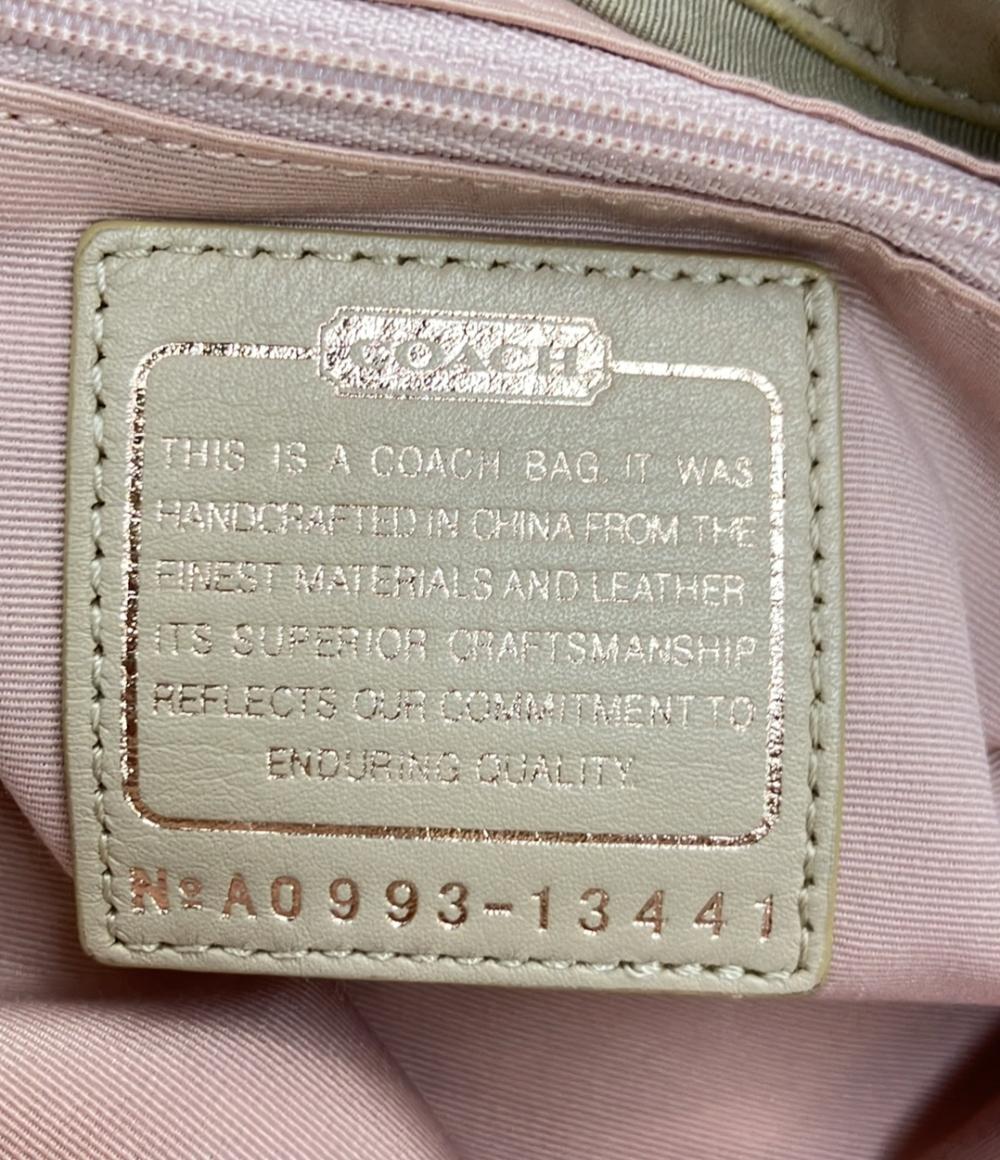 COACH
THIS IS A COACH BAG. IT WAS
HANDCRAFTED IN CHINA FROM THE
FINEST MATERIALS AND LEATHER
ITS SUPERIOR CRAFTSMANSHIP
REFLECTS OUR COMMITMENT TO
ENDURING QUALITY.
Nº A0993-13441